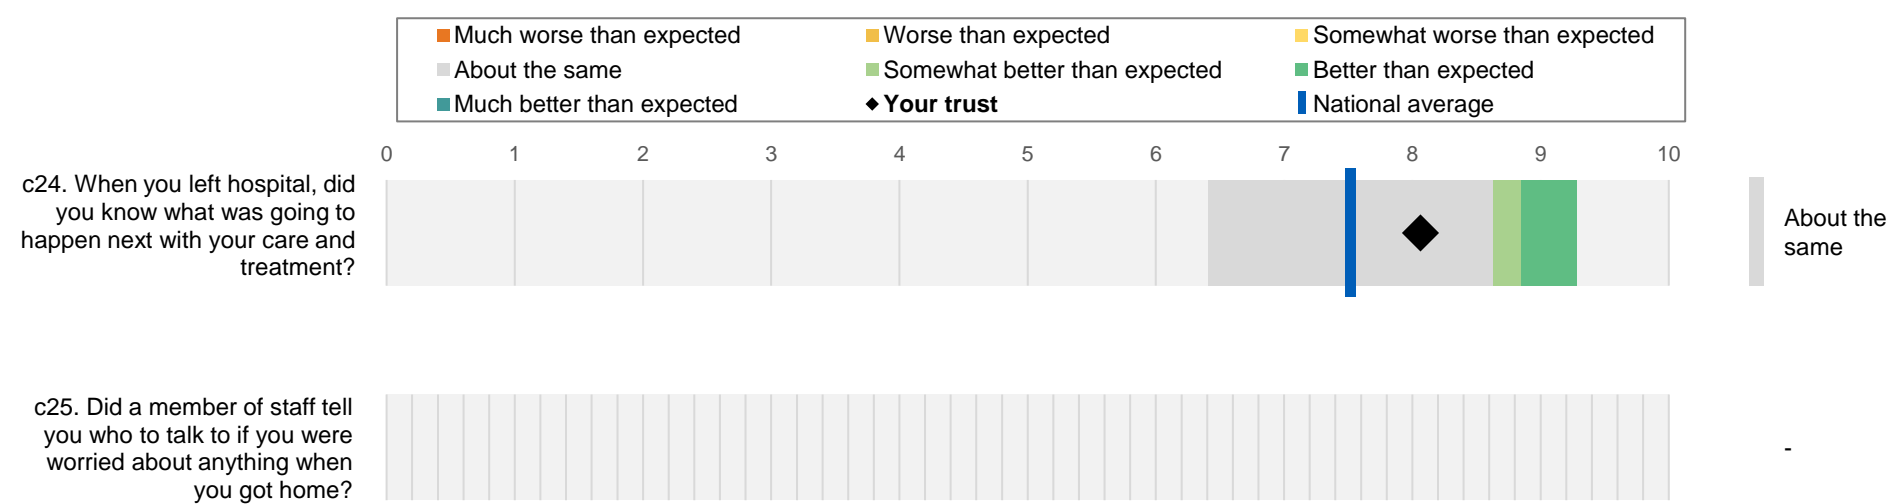 Much worse than expected
Worse than expected
Somewhat worse than expected
About the same
Somewhat better than expected
Better than expected
Much better than expected
Your trust
National average
0 1 2 3 4 5 6 7 8 9 10
c24. When you left hospital, did
you know what was going to
happen next with your care and
treatment?
About the
same
c25. Did a member of staff tell
you who to talk to if you were
worried about anything when
you got home?
-